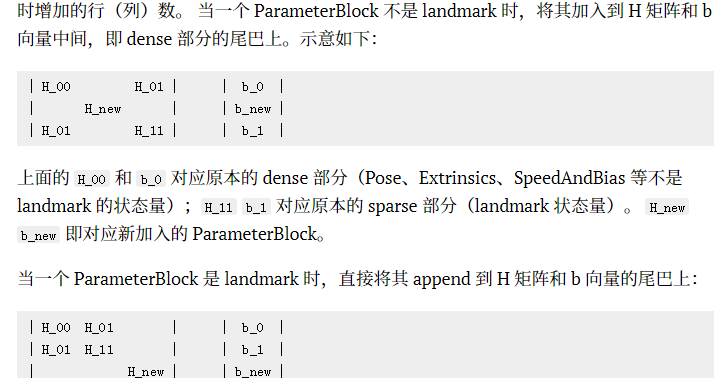 时增加的行（列）数。 当一个 ParameterBlock 不是 landmark 时，将其加入到 H 矩阵和 b
向量中间，即 dense 部分的尾巴上。示意如下：
| H_00        H_01 |      |  b_0  |
|      H_new       |      | b_new |
| H_01        H_11 |      |  b_1  |
上面的 H_00 和 b_0 对应原本的 dense 部分（Pose、Extrinsics、SpeedAndBias 等不是
landmark 的状态量）；H_11 b_1 对应原本的 sparse 部分（landmark 状态量）。 H_new
b_new 即对应新加入的 ParameterBlock。
当一个 ParameterBlock 是 landmark 时，直接将其 append 到 H 矩阵和 b 向量的尾巴上：
| H_00  H_01       |      |  b_0  |
| H_01  H_11       |      |  b_1  |
|            H_new |      | b_new |